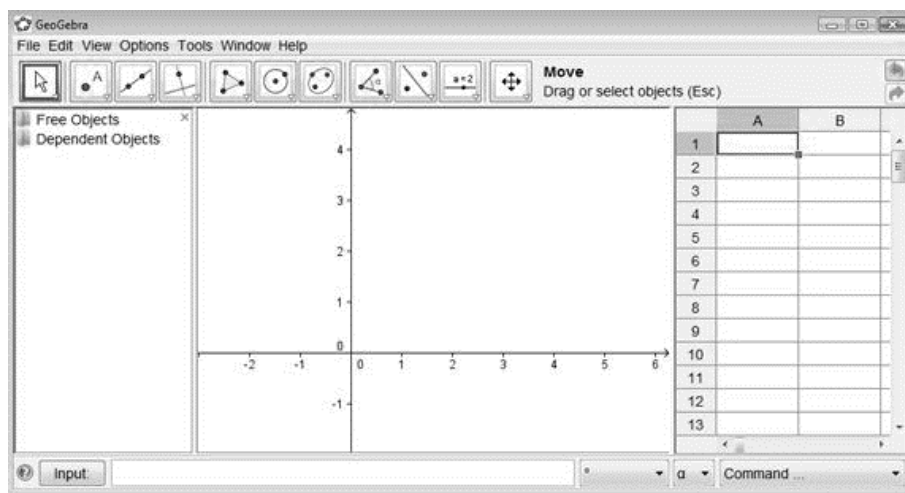 GeoGebra
File Edit View Options Tools Window Help
A
α
a=2
Move
Drag or select objects (Esc)
Free Objects
Dependent Objects
4
3
2
1
0
-2 -1 0 1 2 3 4 5 6
-1
A B
1
2
3
4
5
6
7
8
9
10
11
12
13
Input:
° α Command ...